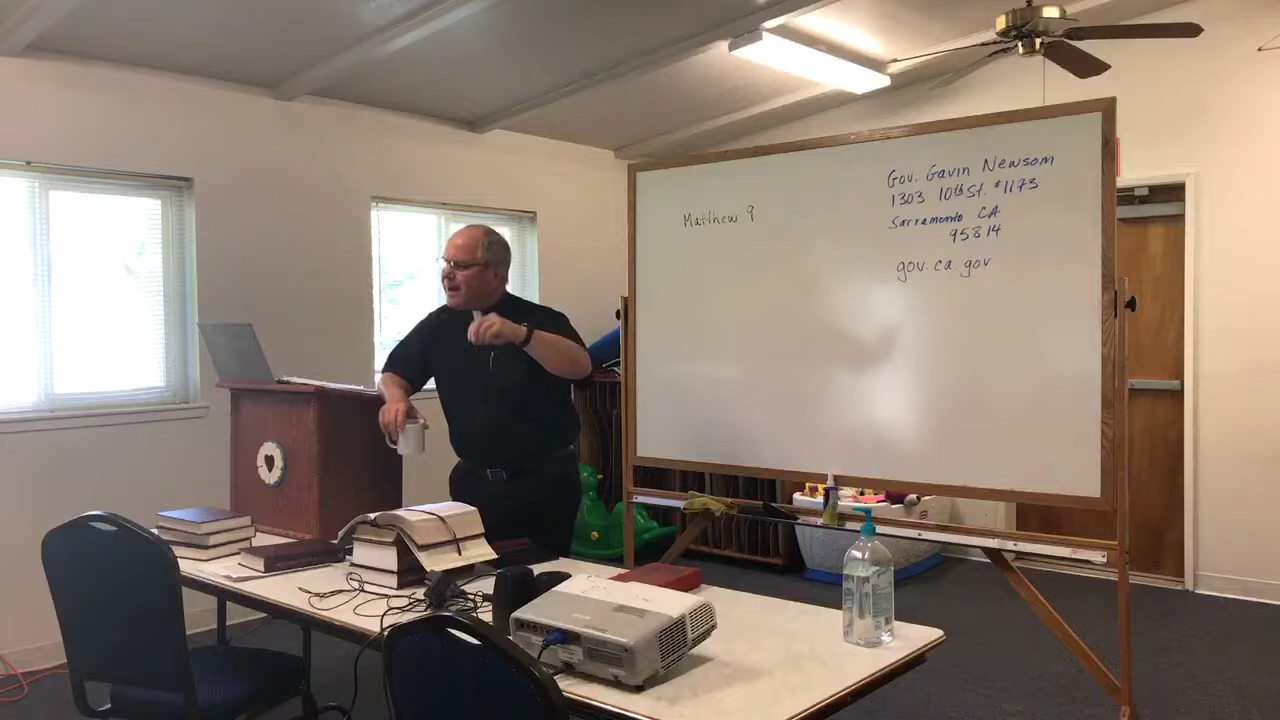 Matthew 9
Gov. Gavin Newsom
1303 10th St. #1173
Sacramento CA
95814
gov.ca.gov